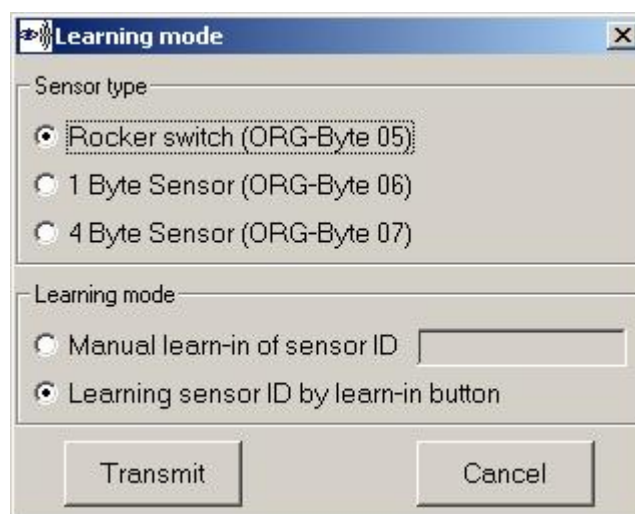 Learning mode
Sensor type
Rocker switch (ORG-Byte 05)
1 Byte Sensor (ORG-Byte 06)
4 Byte Sensor (ORG-Byte 07)
Learning mode
Manual learn-in of sensor ID
Learning sensor ID by learn-in button
Transmit Cancel